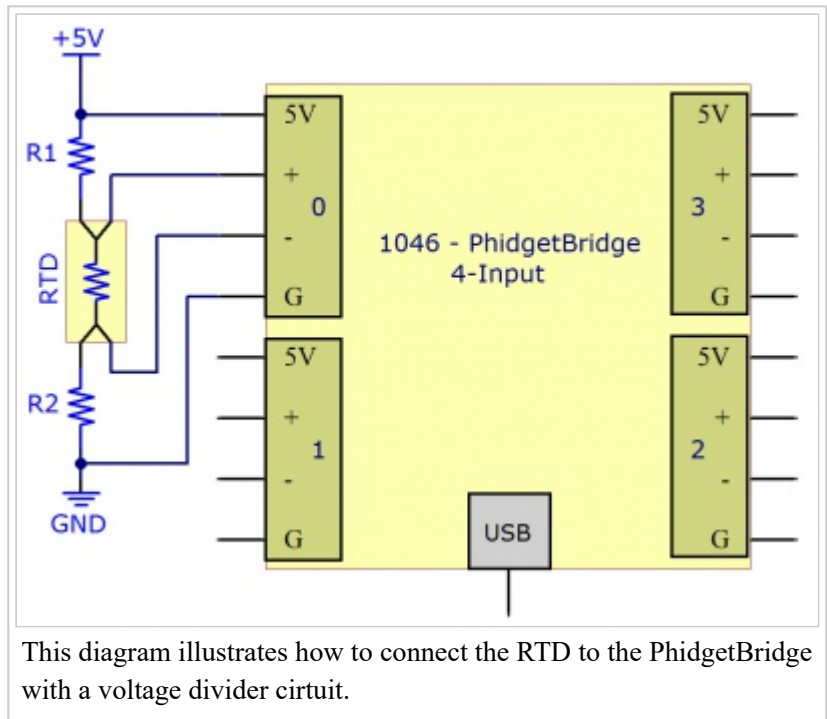 +5V
R1
RTD
R2
GND
5V
+
0
-
G
5V
+
1
-
G
1046 - PhidgetBridge
4-Input
USB
5V
+
3
-
G
5V
+
2
-
G
This diagram illustrates how to connect the RTD to the PhidgetBridge
with a voltage divider cirtuit.